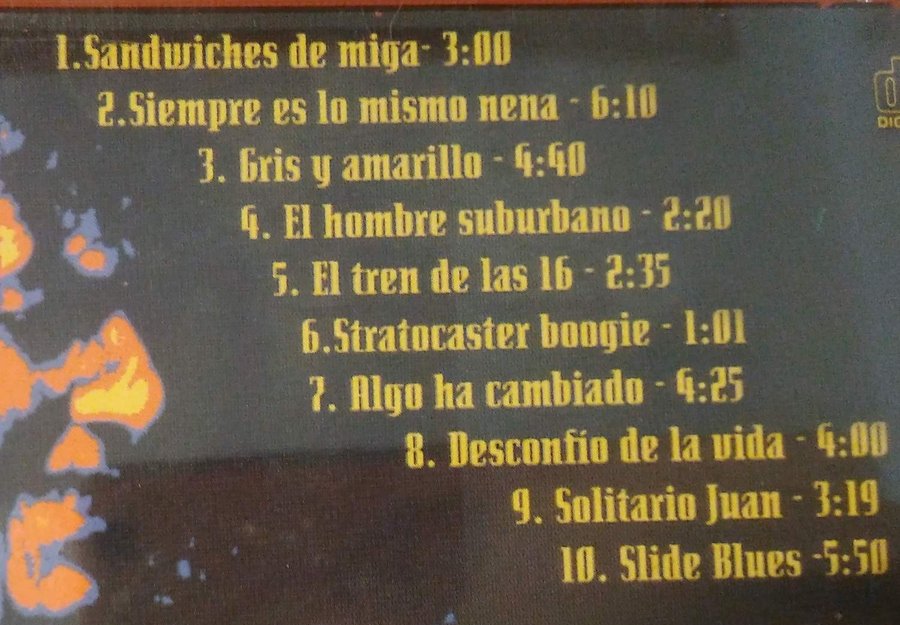 1.Sandwiches de miga- 3:00
2.Siempre es lo mismo nena - 6:10
3. Gris y amarillo - 4:40
4. El hombre suburbano - 2:20
5. El tren de las 16 - 2:35
6.Stratocaster boogie - 1:01
7. Algo ha cambiado - 4:25
8. Desconfío de la vida - 4:00
9. Solitario Juan - 3:19
10. Slide Blues -5:50